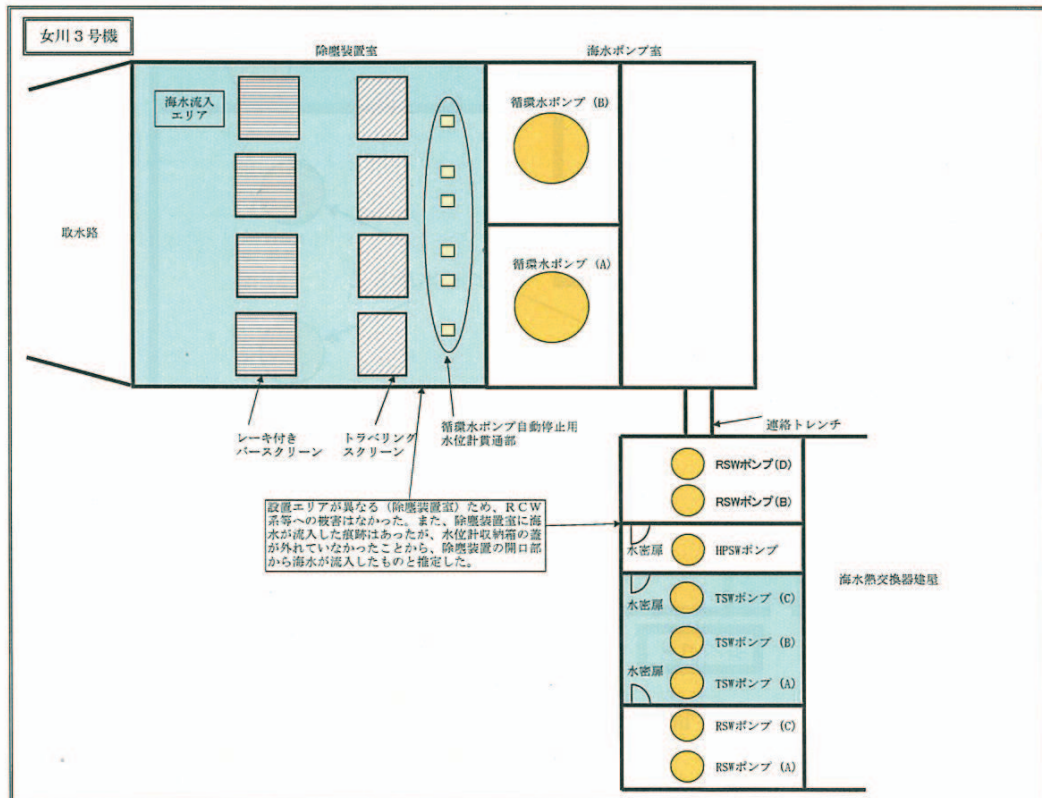 女川3号機
除塵装置室
海水ポンプ室
海水流入
エリア
循環水ポンプ (B)
取水路
循環水ポンプ (A)
レーキ付き
バースクリーン
トラベリング
スクリーン
循環水ポンプ自動停止用
水位計貫通部
連絡トレンチ
設置エリアが異なる(除塵装置室)ため、RCW
系等への被害はなかった。また、除塵装置室に海
水が流入した痕跡はあったが、水位計収納箱の蓋
が外れていなかったことから、除塵装置の開口部
から海水が流入したものと推定した。
RSWポンプ(D)
RSWポンプ(B)
水密扉
HPSWポンプ
海水熱交換器建屋
水密扉
TSWポンプ (C)
TSWポンプ (B)
水密扉
TSWポンプ (A)
RSWポンプ (C)
RSWポンプ (A)